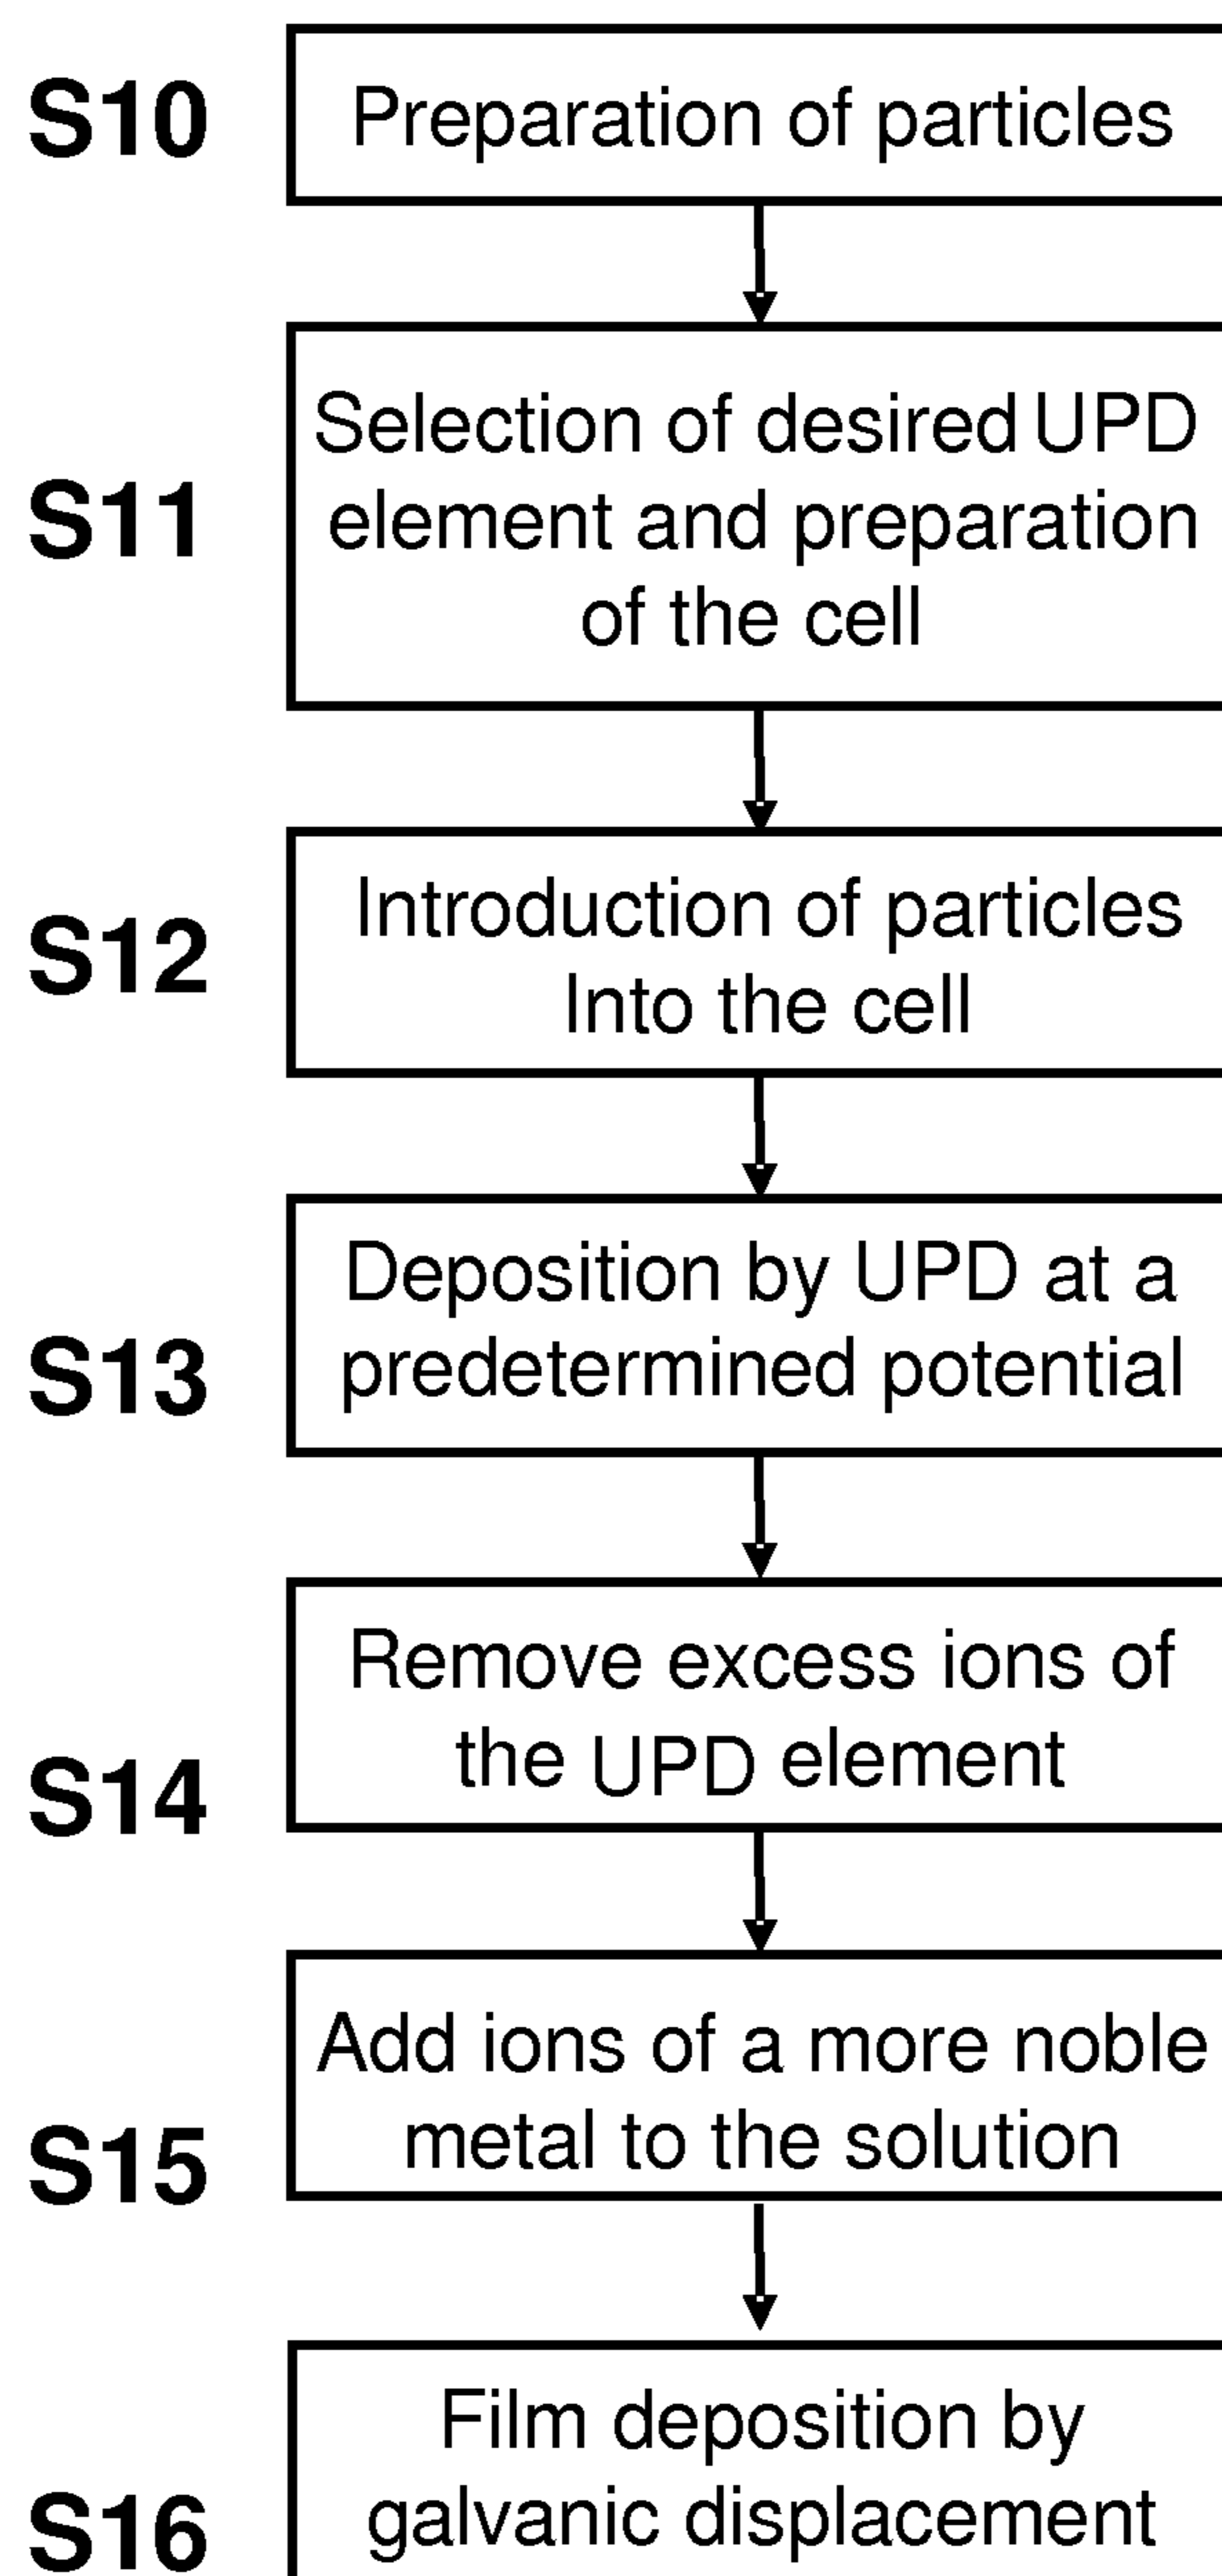 S10
Preparation of particles
S11
Selection of desired UPD
element and preparation
of the cell
S12
Introduction of particles
Into the cell
S13
Deposition by UPD at a
predetermined potential
S14
Remove excess ions of
the UPD element
S15
Add ions of a more noble
metal to the solution
S16
Film deposition by
galvanic displacement